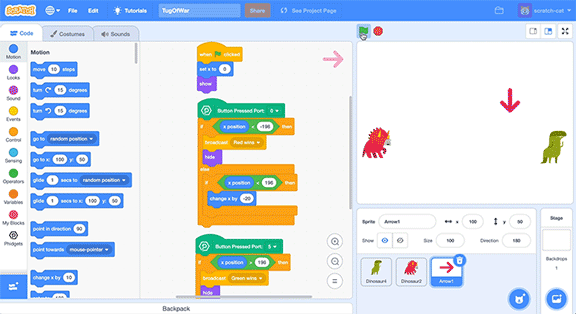 SCRATCH File Edit Tutorials TugOfWar Share See Project Page scratch-cat
Code Costumes Sounds
Motion
Looks
Sound
Events
Control
Sensing
Operators
Variables
My Blocks
Phidgets
Motion
move 10 steps
turn 15 degrees
turn 15 degrees
go to random position
go to x: 100 y: 50
glide 1 secs to random position
glide 1 secs to x: 100 y: 50
point in direction 90
point towards mouse-pointer
change x by 10
when clicked
set x to 0
show
Button Pressed Port: 0
if x position = -196 then
broadcast Red wins
hide
else
if x position = 196 then
change x by -20
Button Pressed Port: 5
if x position = 196 then
broadcast Green wins
hide
Backpack
Sprite Arrow1 x 100 y 50
Show Size 100 Direction 180
Dinosaur4 Dinosaur2 Arrow1
Stage
Backdrops